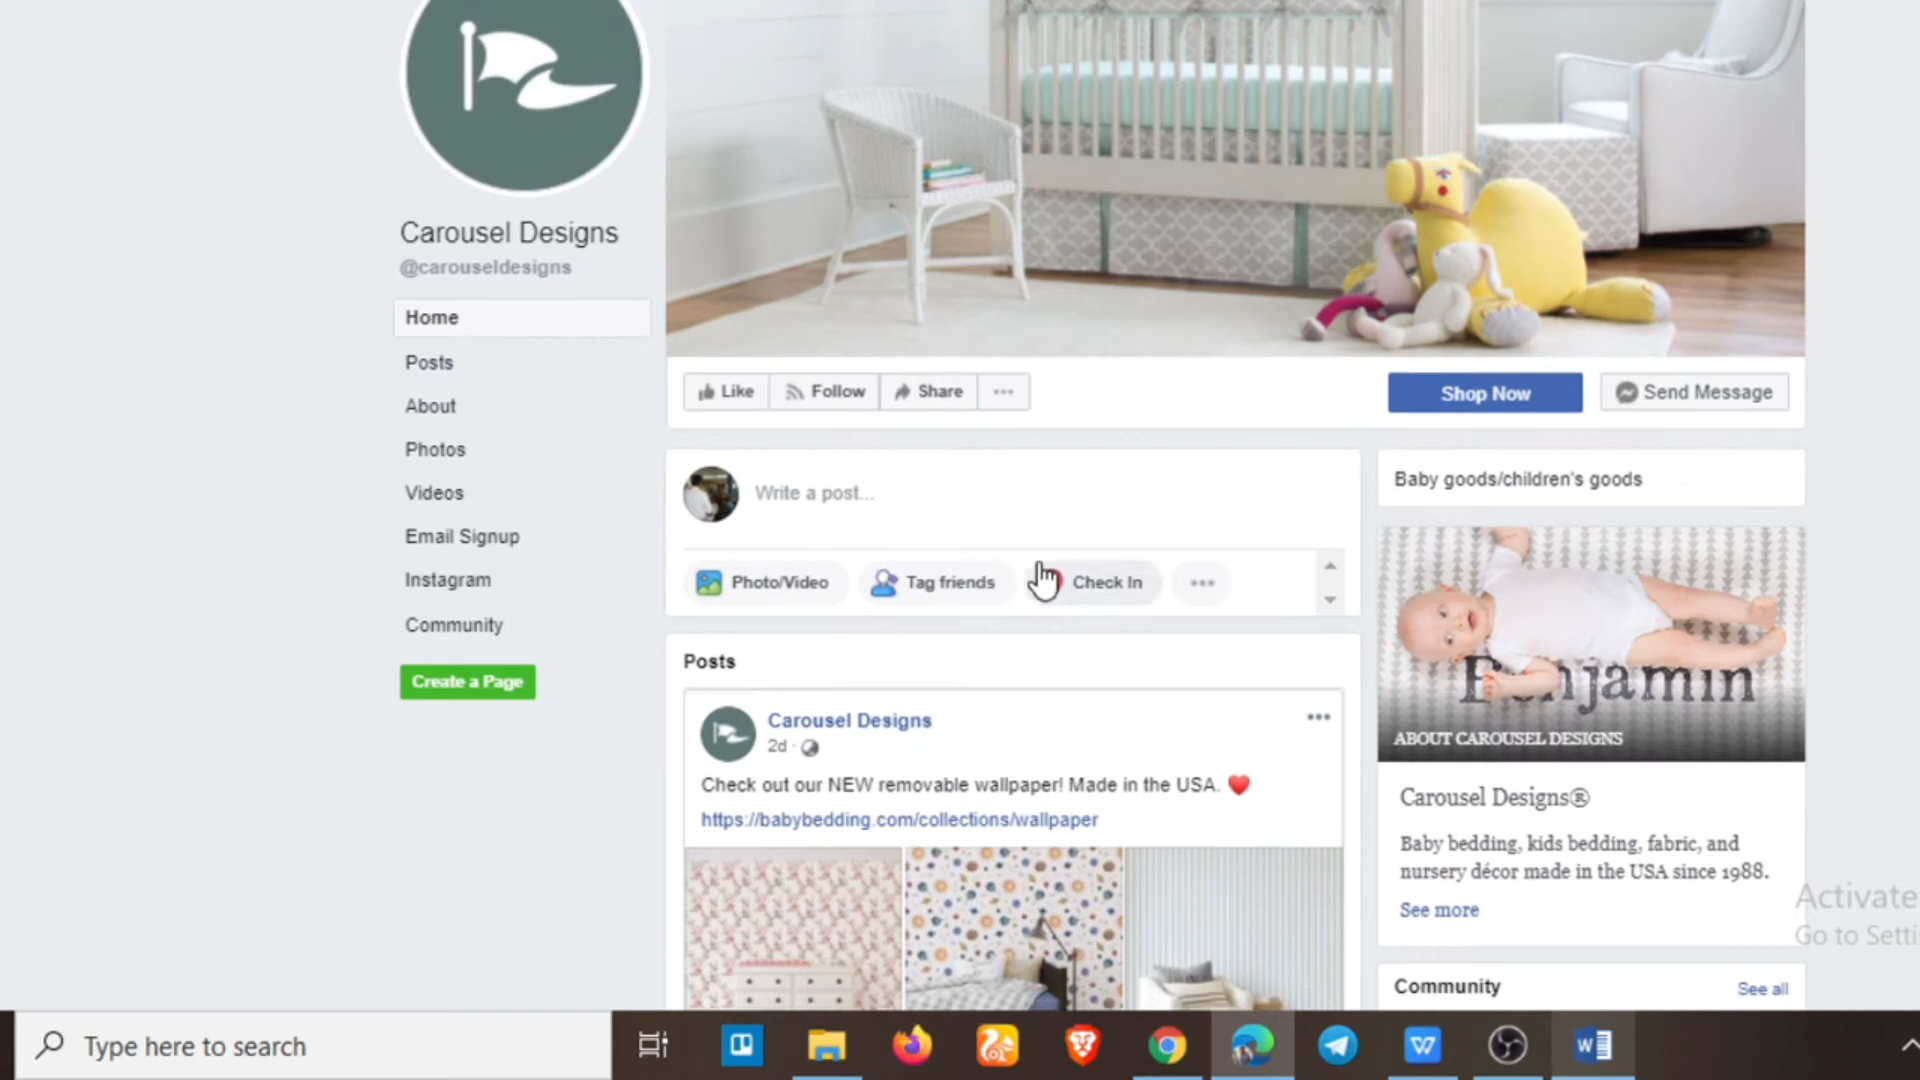 Carousel Designs
@carouseldesigns
Home
Posts
About
Photos
Videos
Email Signup
Instagram
Community
Create a Page
Like
Follow
Share
Shop Now
Send Message
Write a post...
Photo/Video
Tag friends
Check In
Posts
Carousel Designs
2d ·
Check out our NEW removable wallpaper! Made in the USA. ❤️
https://babybedding.com/collections/wallpaper
Baby goods/children's goods
ABOUT CAROUSEL DESIGNS
Carousel Designs®
Baby bedding, kids bedding, fabric, and
nursery décor made in the USA since 1988.
See more
Community
See all
Activate
Go to Setti
Type here to search